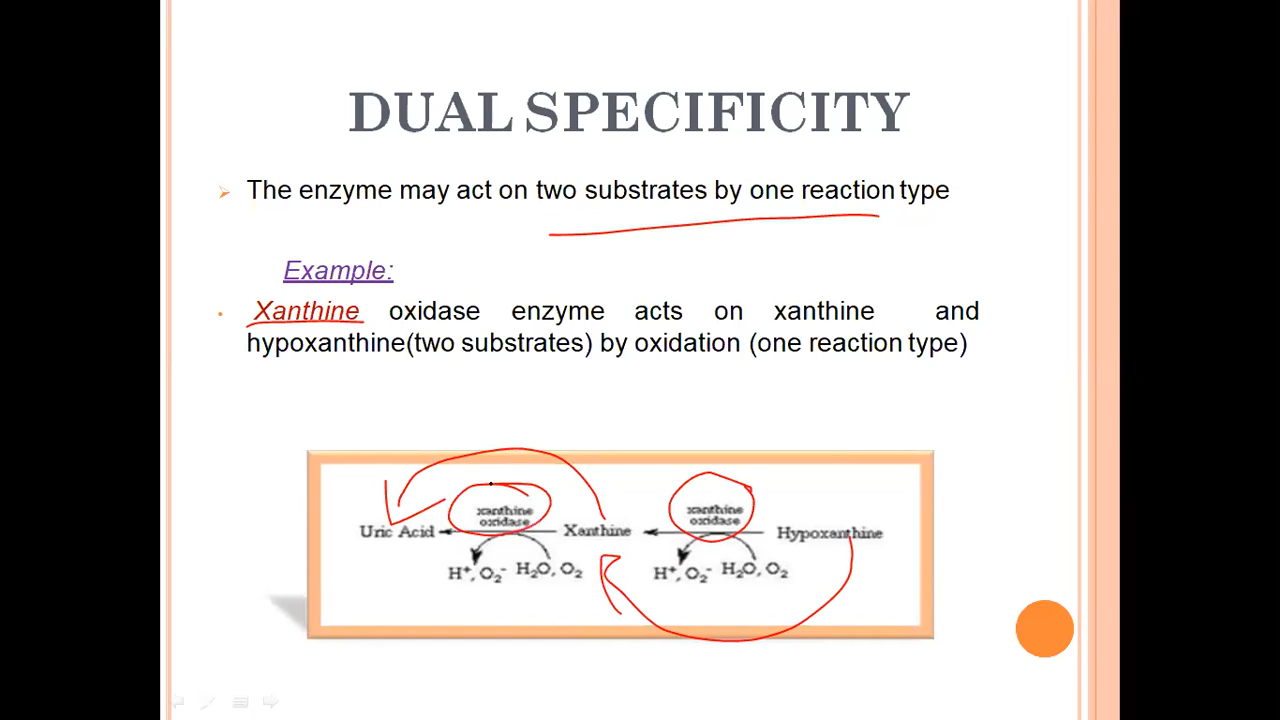 DUAL SPECIFICITY
The enzyme may act on two substrates by one reaction type
Example:
Xanthine oxidase enzyme acts on xanthine and
hypoxanthine(two substrates) by oxidation (one reaction type)
xanthine oxidase
xanthine oxidase
Uric Acid Xanthine Hypoxanthine
H⁺, O₂⁻ H₂O, O₂ H⁺, O₂⁻ H₂O, O₂